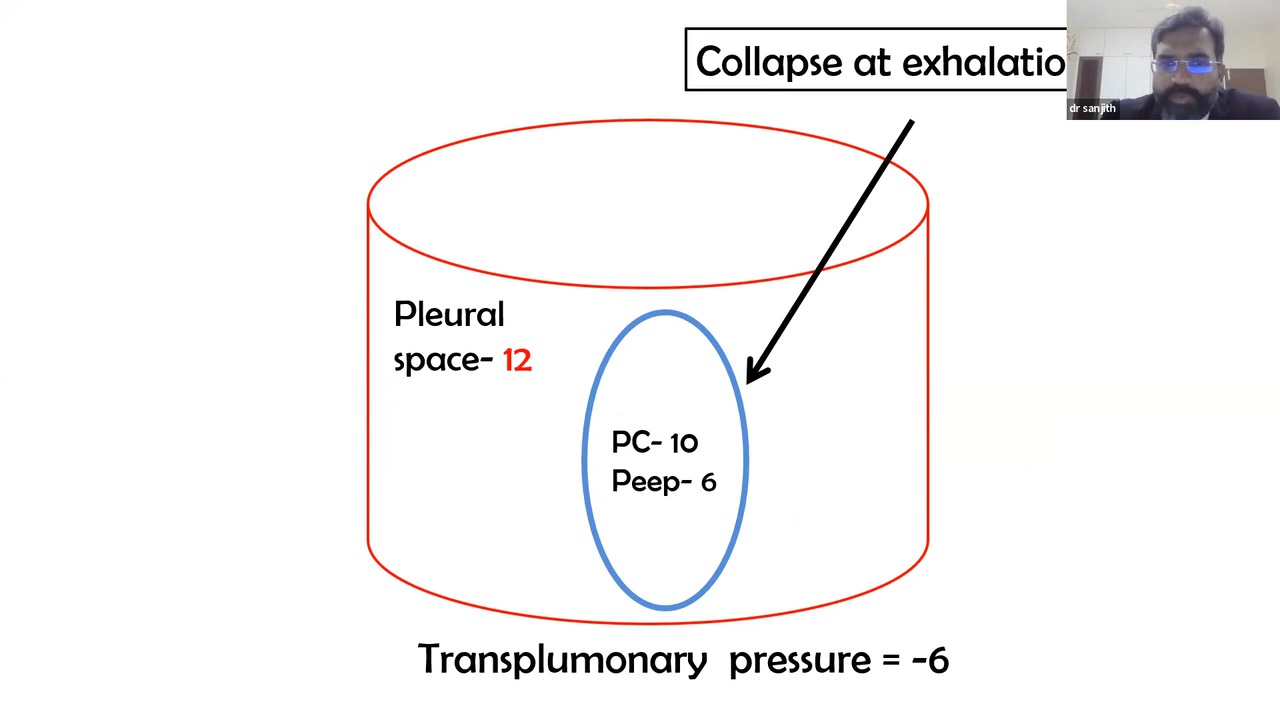 Collapse at exhalatio
dr sanjith
Pleural
space- 12
PC- 10
Peep- 6
Transplumonary pressure = -6